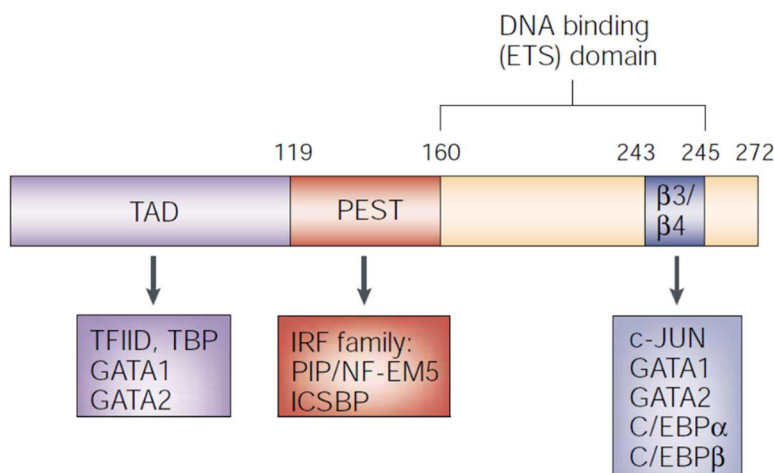 DNA binding
(ETS) domain
119 160 243 245 272
TAD
PEST
β3/
β4
TFIID, TBP
GATA1
GATA2
IRF family:
PIP/NF-EM5
ICSBP
c-JUN
GATA1
GATA2
C/EBPα
C/EBPβ